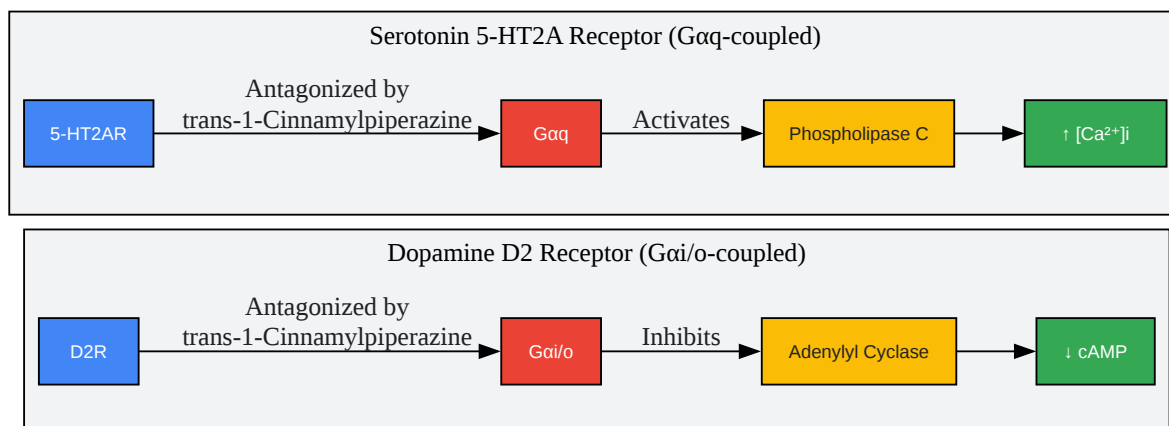 Serotonin 5-HT2A Receptor (Gαq-coupled)
Antagonized by
trans-1-Cinnamylpiperazine
5-HT2AR
Gαq
Activates
Phospholipase C
↑ [Ca²⁺]i
Dopamine D2 Receptor (Gαi/o-coupled)
Antagonized by
trans-1-Cinnamylpiperazine
D2R
Gαi/o
Inhibits
Adenylyl Cyclase
↓ cAMP